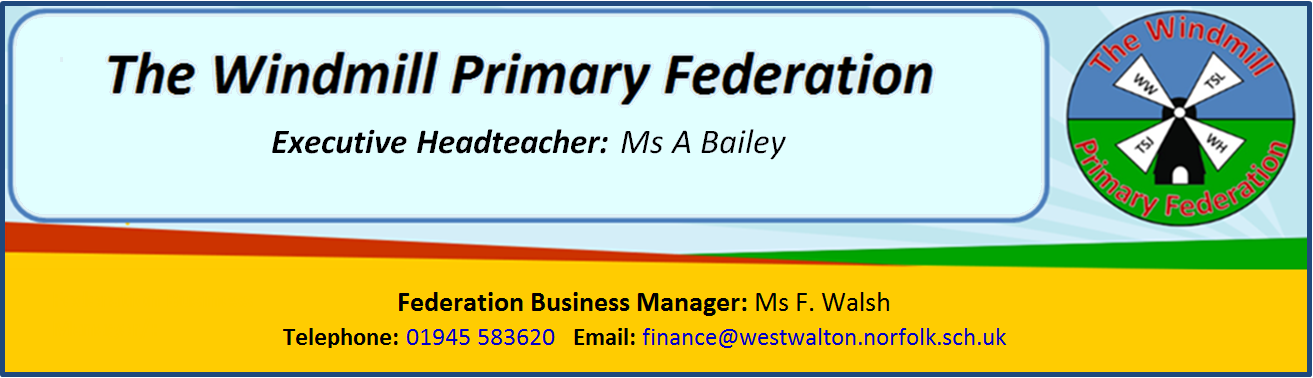 The Windmill Primary Federation
Executive Headteacher: Ms A Bailey
The Windmill
WW
TSL
TSJ
WH
Primary Federation
Federation Business Manager: Ms F. Walsh
Telephone: 01945 583620 Email: finance@westwalton.norfolk.sch.uk